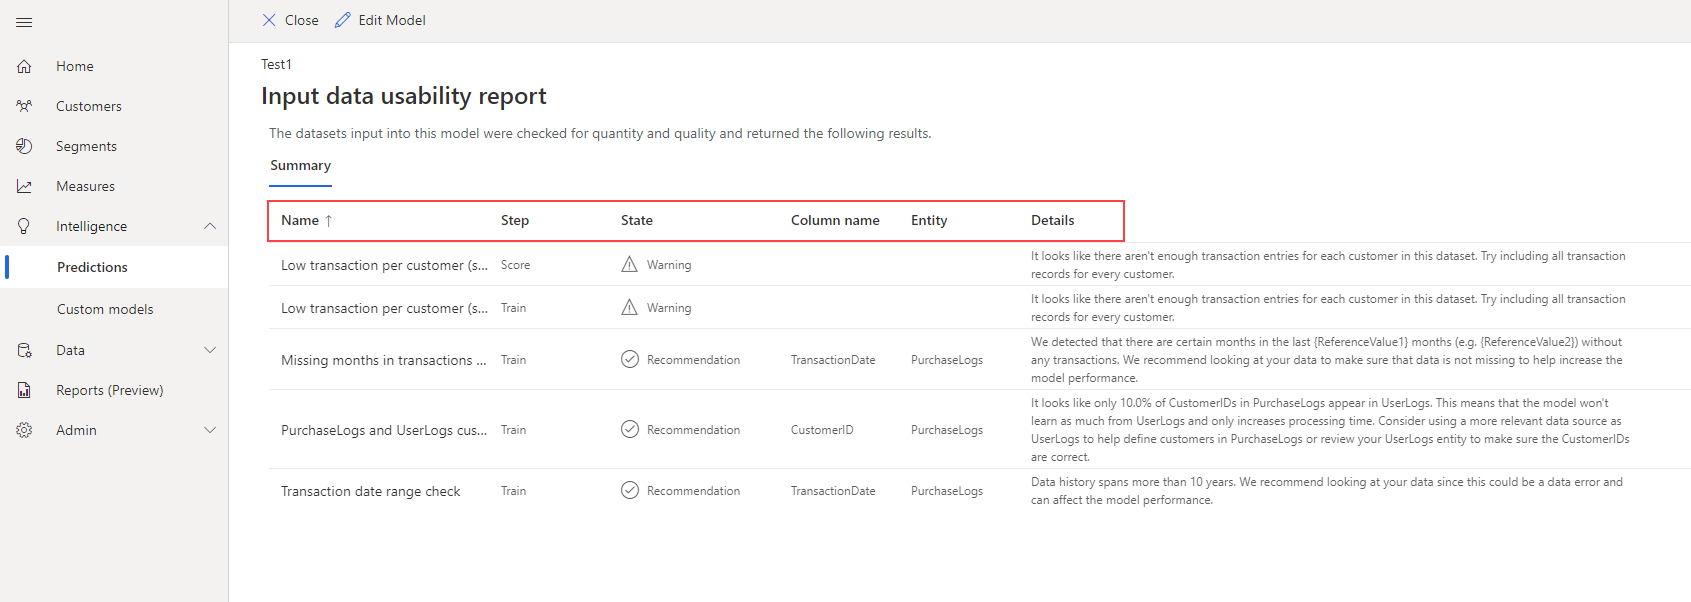 Close Edit Model
Home
Customers
Segments
Measures
Intelligence
Predictions
Custom models
Data
Reports (Preview)
Admin
Test1
Input data usability report
The datasets input into this model were checked for quantity and quality and returned the following results.
Summary
Name ↑ Step State Column name Entity Details
Low transaction per customer (s... Score Warning
It looks like there aren't enough transaction entries for each customer in this dataset. Try including all transaction
records for every customer.
Low transaction per customer (s... Train Warning
It looks like there aren't enough transaction entries for each customer in this dataset. Try including all transaction
records for every customer.
Missing months in transactions ... Train Recommendation TransactionDate PurchaseLogs
We detected that there are certain months in the last {ReferenceValue1} months (e.g. {ReferenceValue2}) without
any transactions. We recommend looking at your data to make sure that data is not missing to help increase the
model performance.
PurchaseLogs and UserLogs cus... Train Recommendation CustomerID PurchaseLogs
It looks like only 10.0% of CustomerIDs in PurchaseLogs appear in UserLogs. This means that the model won't
learn as much from UserLogs and only increases processing time. Consider using a more relevant data source as
UserLogs to help define customers in PurchaseLogs or review your UserLogs entity to make sure the CustomerIDs
are correct.
Transaction date range check Train Recommendation TransactionDate PurchaseLogs
Data history spans more than 10 years. We recommend looking at your data since this could be a data error and
can affect the model performance.